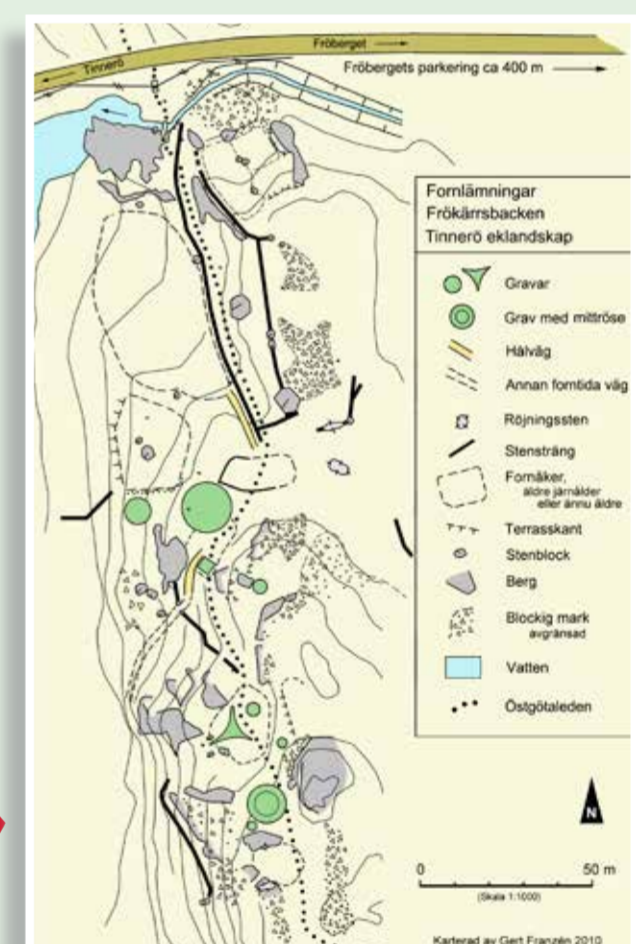 Fröberget
Tinnerö
Fröbergets parkering ca 400 m
Fornlämningar
Frökärrsbacken
Tinnerö eklandskap
Gravar
Grav med mittröse
Hålväg
Annan forntida väg
Röjningssten
Stensträng
Fornåker,
äldre järnålder
eller ännu äldre
Terrasskant
Stenblock
Berg
Blockig mark
avgränsad
Vatten
Östgötaleden
N
0 50 m
(Skala 1:1000)
Karterad av Gert Franzén 2010